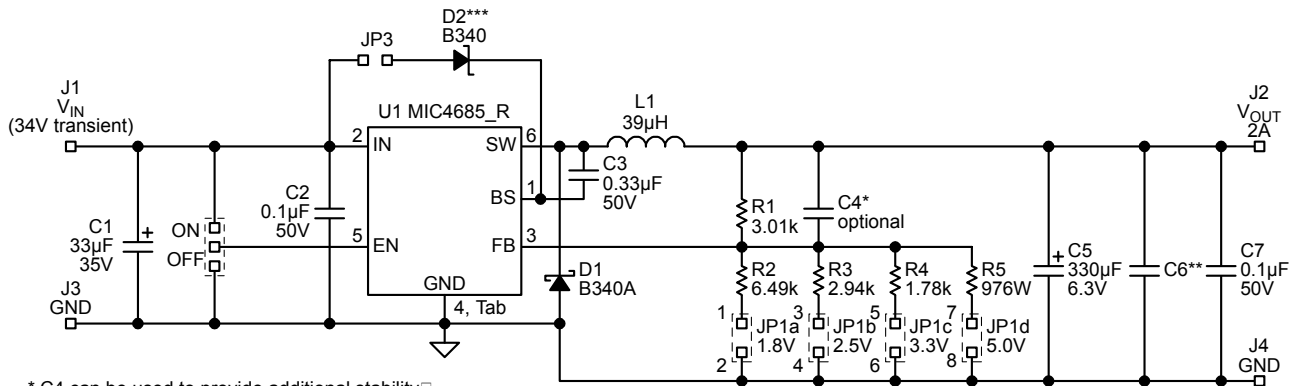 D2***
B340
JP3
J1
VIN
(34V transient)
U1 MIC4685_R
L1
39µH
J2
VOUT
2A
2
IN
SW
6
C3
0.33µF
50V
BS
1
C2
0.1µF
50V
R1
3.01k
C4*
optional
C1
33µF
35V
+
ON
OFF
5
EN
FB
3
GND
4, Tab
D1
B340A
R2
6.49k
R3
2.94k
R4
1.78k
R5
976W
+
C5
330µF
6.3V
C6**
C7
0.1µF
50V
J3
GND
1
JP1a
1.8V
2
3
JP1b
2.5V
4
5
JP1c
3.3V
6
7
JP1d
5.0V
8
J4
GND
* C4 can be used to provide additional stability